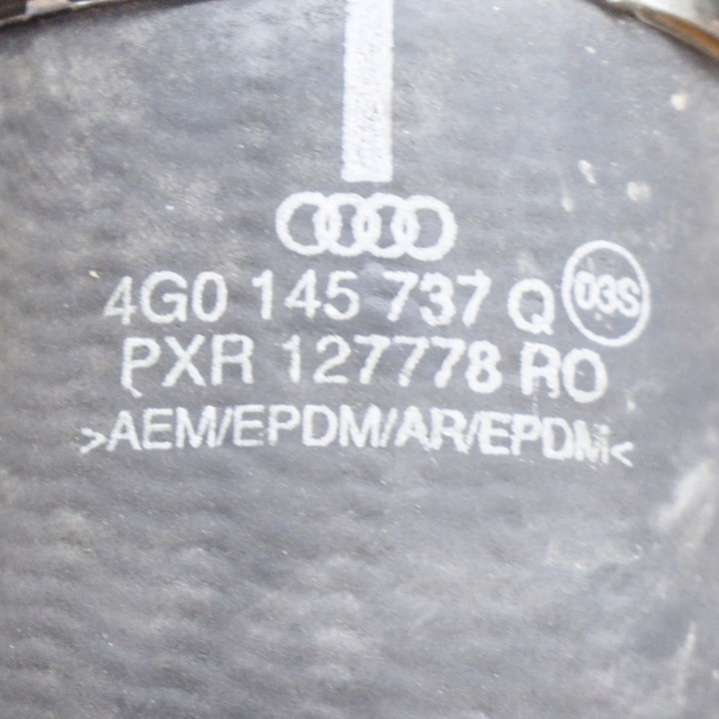 4G0 145 737 Q 03S
PXR 127778 RO
>AEM/EPDM/AR/EPDM<